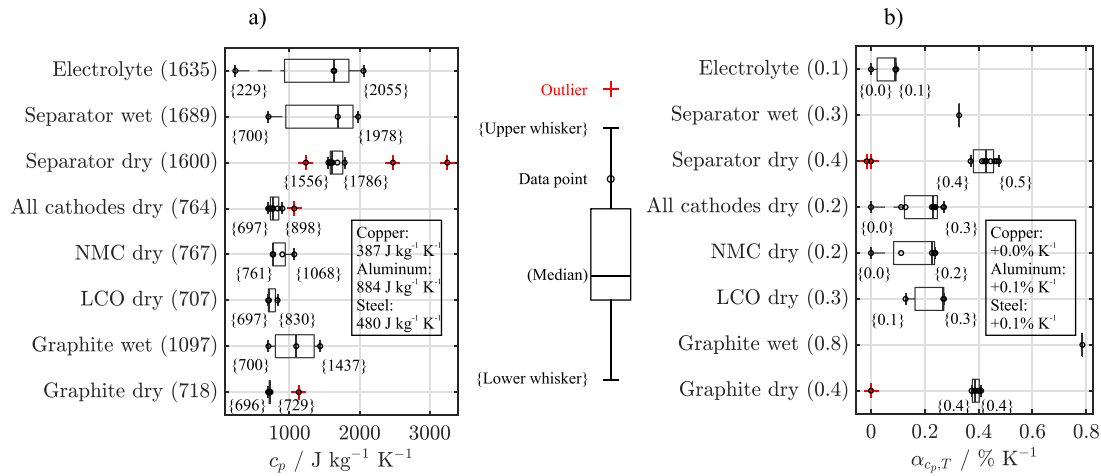 a)
Electrolyte (1635)
{229} {2055}
Separator wet (1689)
{700} {1978}
Separator dry (1600)
{1556} {1786}
All cathodes dry (764)
{697} {898}
NMC dry (767)
{761} {1068}
LCO dry (707)
{697} {830}
Graphite wet (1097)
{700} {1437}
Graphite dry (718)
{696} {729}
Copper:
387 J kg⁻¹ K⁻¹
Aluminum:
884 J kg⁻¹ K⁻¹
Steel:
480 J kg⁻¹ K⁻¹
1000 2000 3000
c_p / J kg⁻¹ K⁻¹
Outlier
{Upper whisker}
Data point
(Median)
{Lower whisker}
b)
Electrolyte (0.1)
{0.0} {0.1}
Separator wet (0.3)
Separator dry (0.4)
{0.4} {0.5}
All cathodes dry (0.2)
{0.0} {0.3}
NMC dry (0.2)
{0.0} {0.2}
LCO dry (0.3)
{0.1} {0.3}
Graphite wet (0.8)
Graphite dry (0.4)
{0.4} {0.4}
Copper:
+0.0% K⁻¹
Aluminum:
+0.1% K⁻¹
Steel:
+0.1% K⁻¹
0 0.2 0.4 0.6 0.8
α_{c_p,T} / % K⁻¹